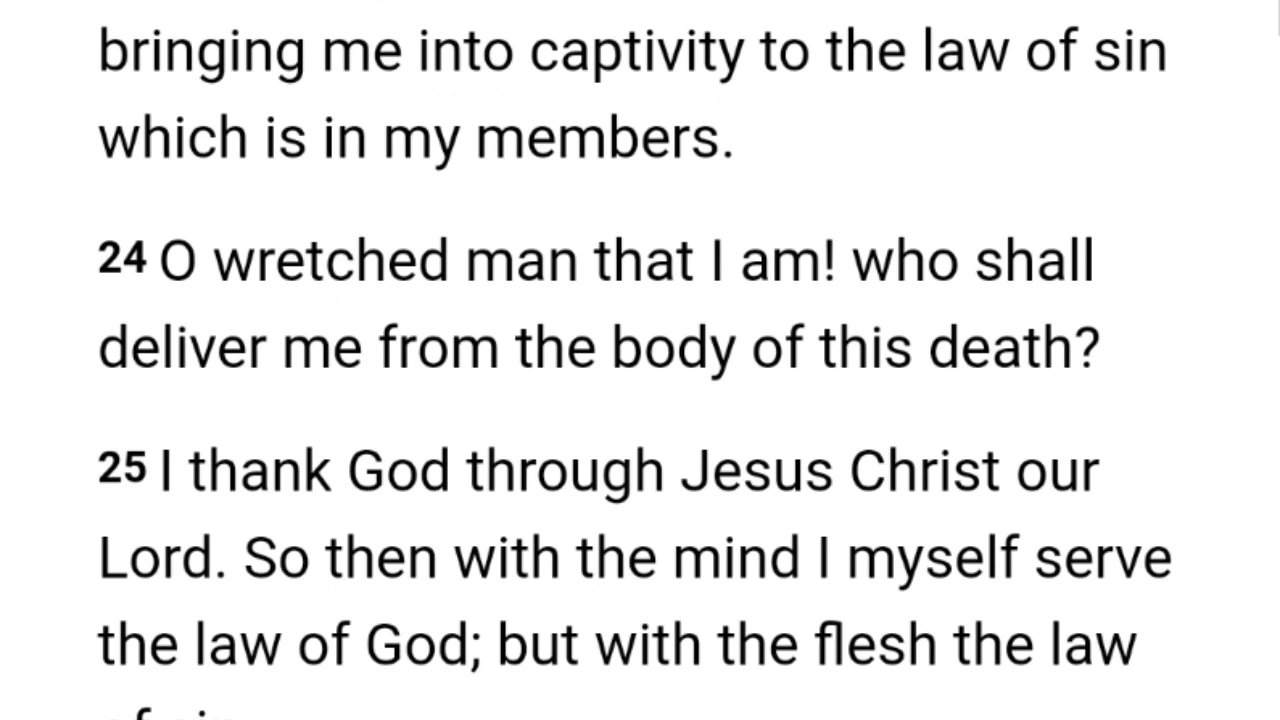 bringing me into captivity to the law of sin
which is in my members.
24 O wretched man that I am! who shall
deliver me from the body of this death?
25 I thank God through Jesus Christ our
Lord. So then with the mind I myself serve
the law of God; but with the flesh the law